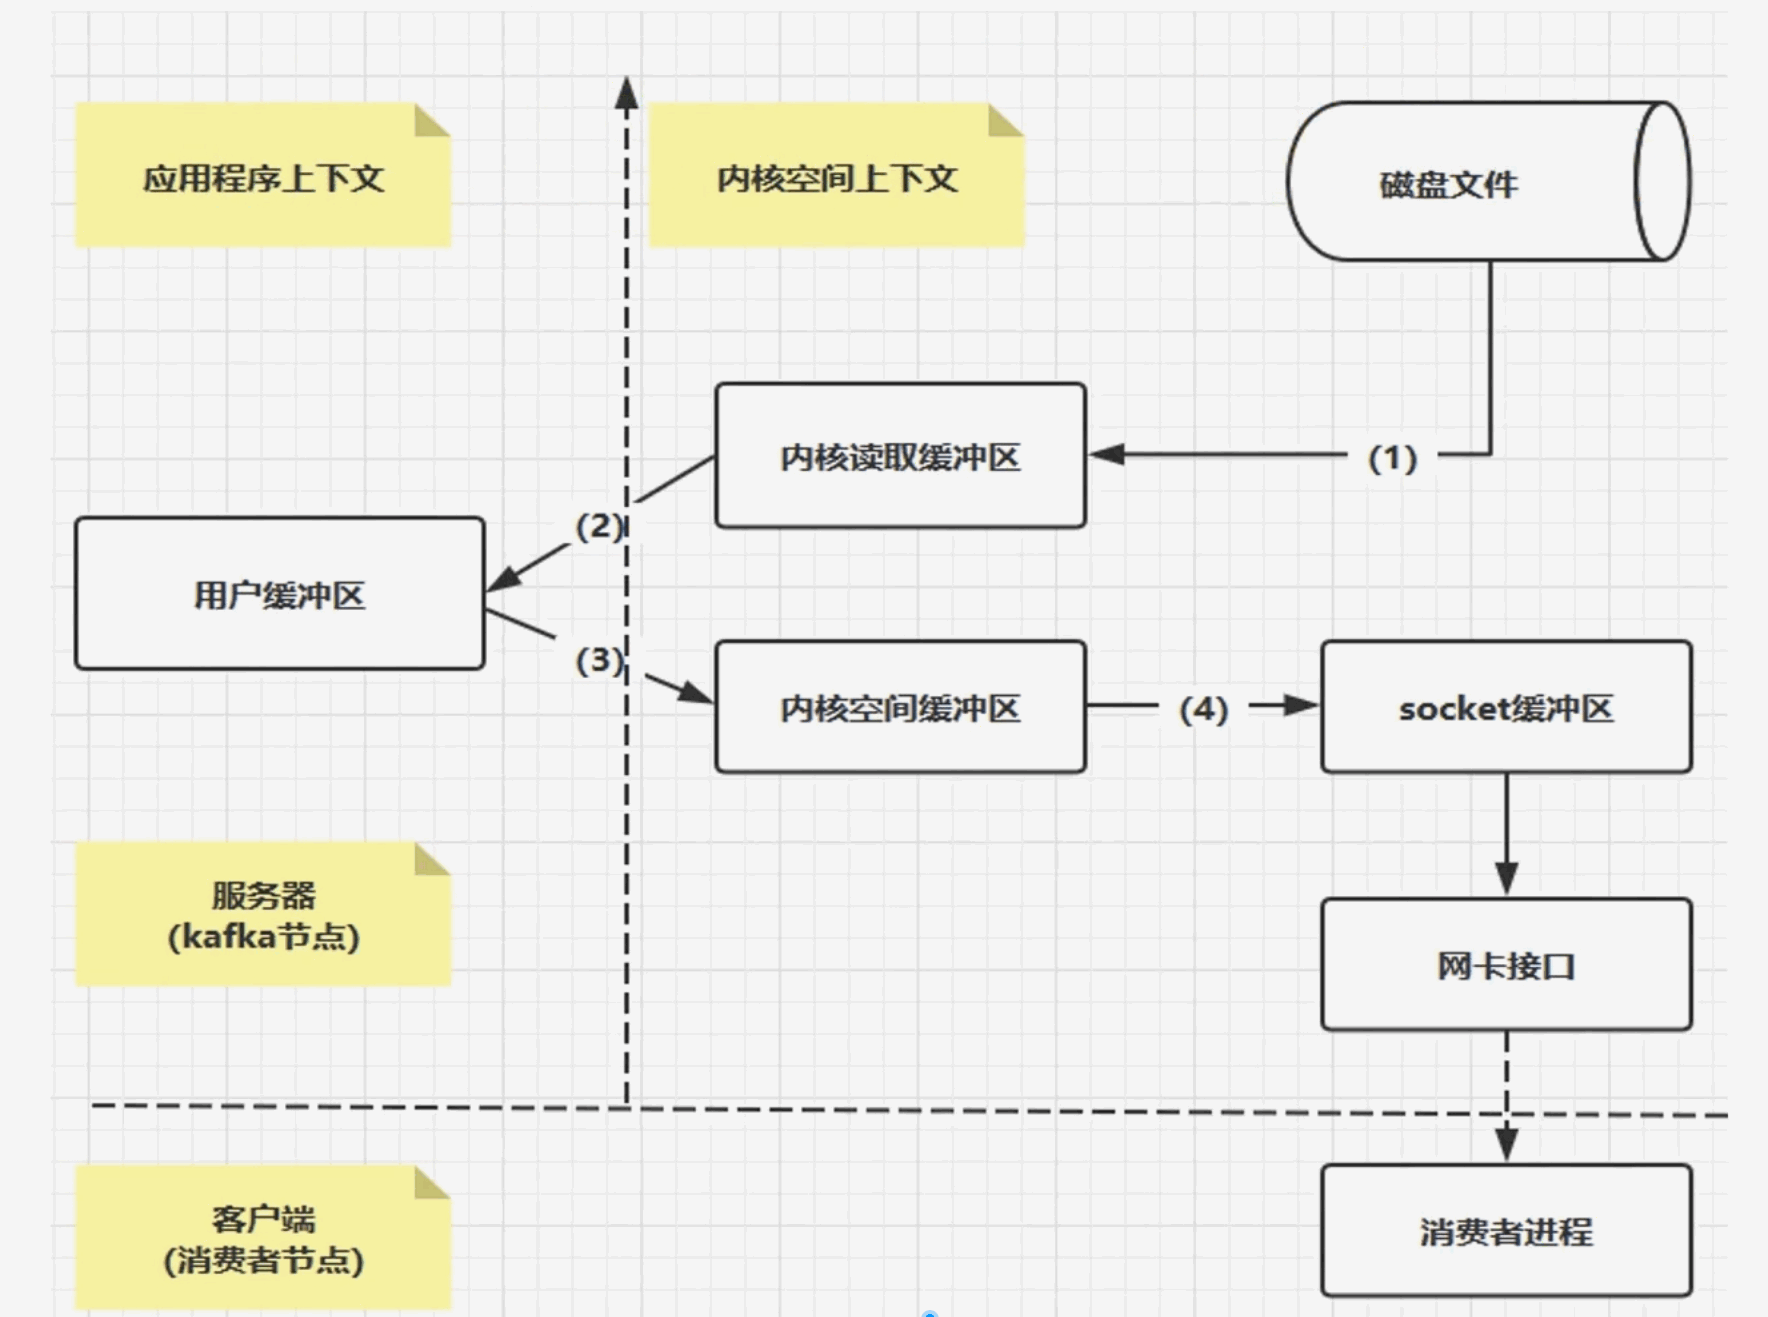 应用程序上下文
内核空间上下文
磁盘文件
内核读取缓冲区
(1)
(2)
用户缓冲区
(3)
内核空间缓冲区
(4)
socket缓冲区
服务器
(kafka节点)
网卡接口
客户端
(消费者节点)
消费者进程